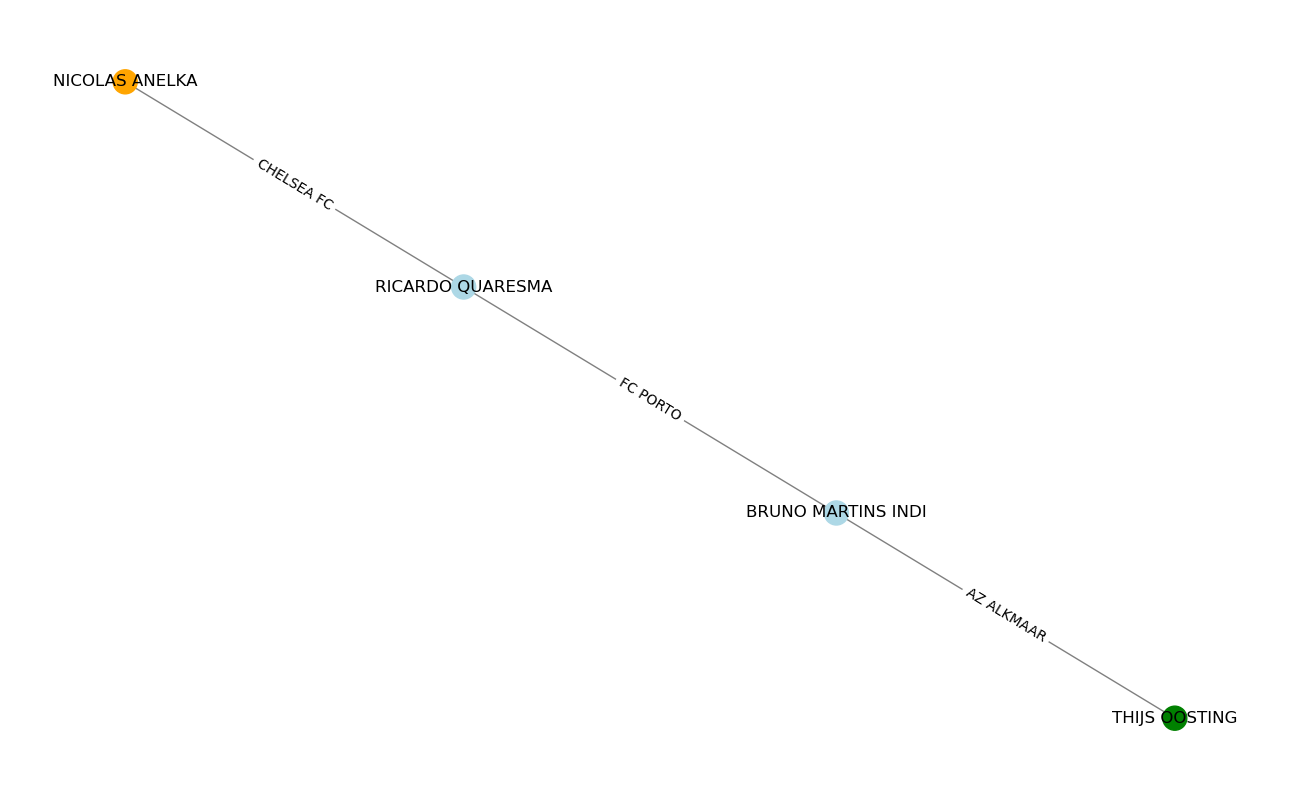 NICOLAS ANELKA
CHELSEA FC
RICARDO QUARESMA
FC PORTO
BRUNO MARTINS INDI
AZ ALKMAAR
THIJS OOSTING